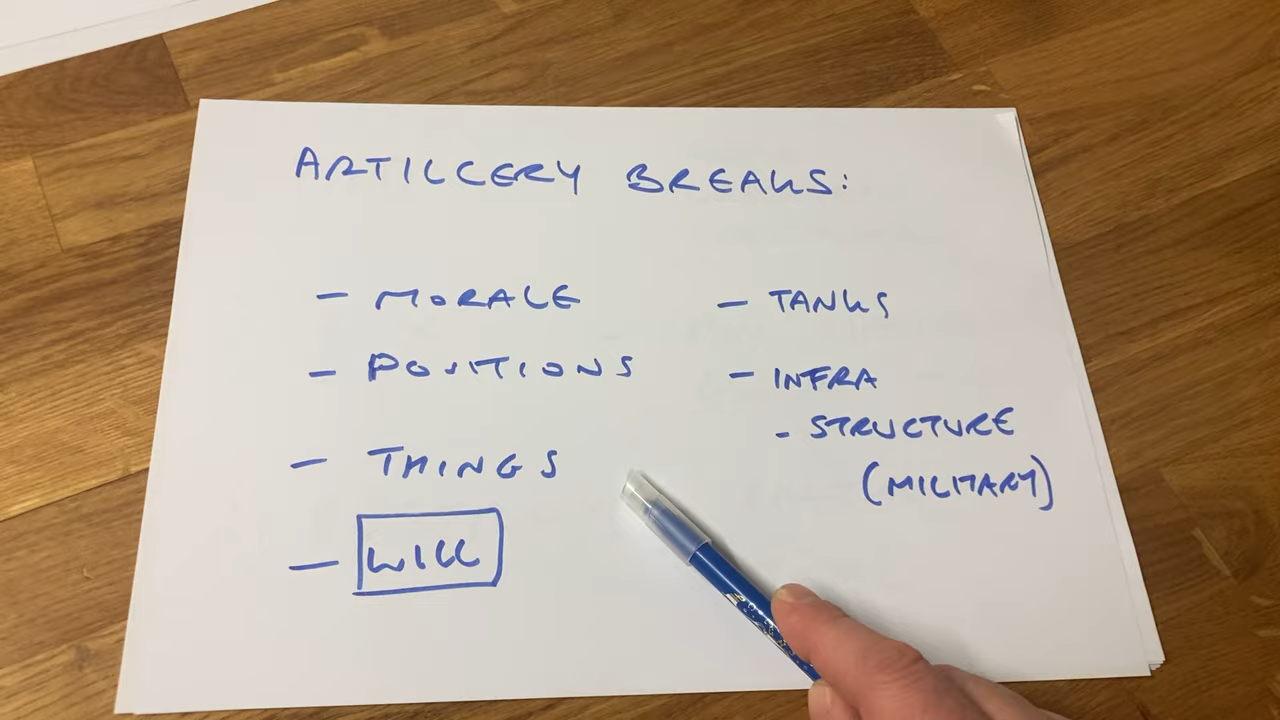 ARTILLERY BREAKS:
- MORALE
- POSITIONS
- THINGS
- WILL
- TANKS
- INFRA
- STRUCTURE
(MILITARY)